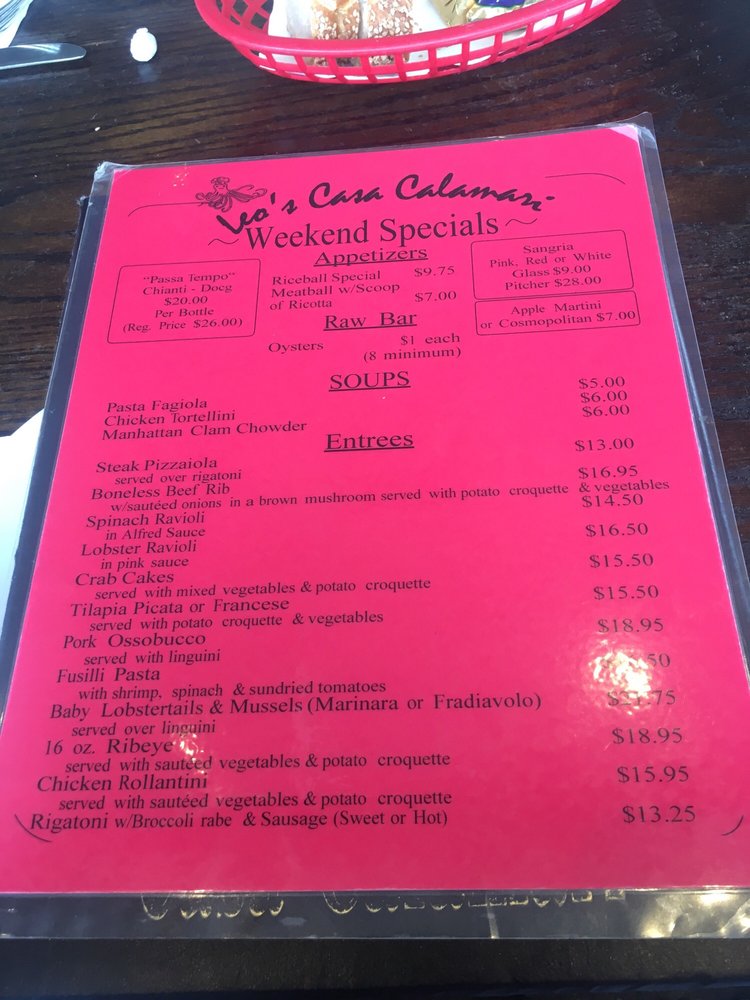 Leo's Casa Calamari
~Weekend Specials~
Appetizers
"Passa Tempo"
Chianti - Docg
$20.00
Per Bottle
(Reg. Price $26.00)
Riceball Special $9.75
Meatball w/Scoop
of Ricotta $7.00
Sangria
Pink, Red or White
Glass $9.00
Pitcher $28.00
Apple Martini
or Cosmopolitan $7.00
Raw Bar
Oysters $1 each
(8 minimum)
SOUPS
Pasta Fagiola $5.00
Chicken Tortellini $6.00
Manhattan Clam Chowder $6.00
Entrees
Steak Pizzaiola $13.00
served over rigatoni
Boneless Beef Rib $16.95
w/sautéed onions in a brown mushroom served with potato croquette & vegetables
Spinach Ravioli $14.50
in Alfred Sauce
Lobster Ravioli $16.50
in pink sauce
Crab Cakes $15.50
served with mixed vegetables & potato croquette
Tilapia Picata or Francese $15.50
served with potato croquette & vegetables
Pork Ossobucco $18.95
served with linguini
Fusilli Pasta
with shrimp, spinach & sundried tomatoes
Baby Lobstertails & Mussels (Marinara or Fradiavolo) $21.75
served over linguini
16 oz. Ribeye $18.95
served with sautéed vegetables & potato croquette
Chicken Rollantini $15.95
served with sautéed vegetables & potato croquette
Rigatoni w/Broccoli rabe & Sausage (Sweet or Hot) $13.25